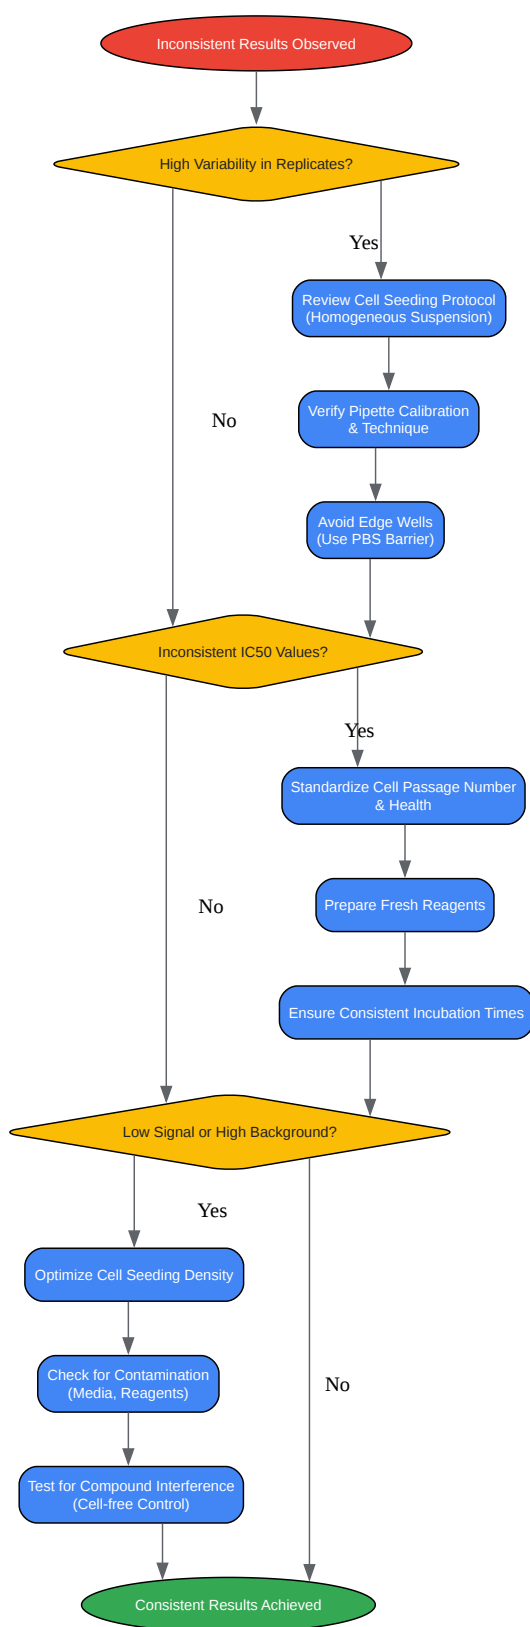 Inconsistent Results Observed
High Variability in Replicates?
Yes
Review Cell Seeding Protocol
(Homogeneous Suspension)
Verify Pipette Calibration
& Technique
No
Avoid Edge Wells
(Use PBS Barrier)
Inconsistent IC50 Values?
Yes
Standardize Cell Passage Number
& Health
Prepare Fresh Reagents
No
Ensure Consistent Incubation Times
Low Signal or High Background?
Yes
Optimize Cell Seeding Density
Check for Contamination
(Media, Reagents)
No
Test for Compound Interference
(Cell-free Control)
Consistent Results Achieved